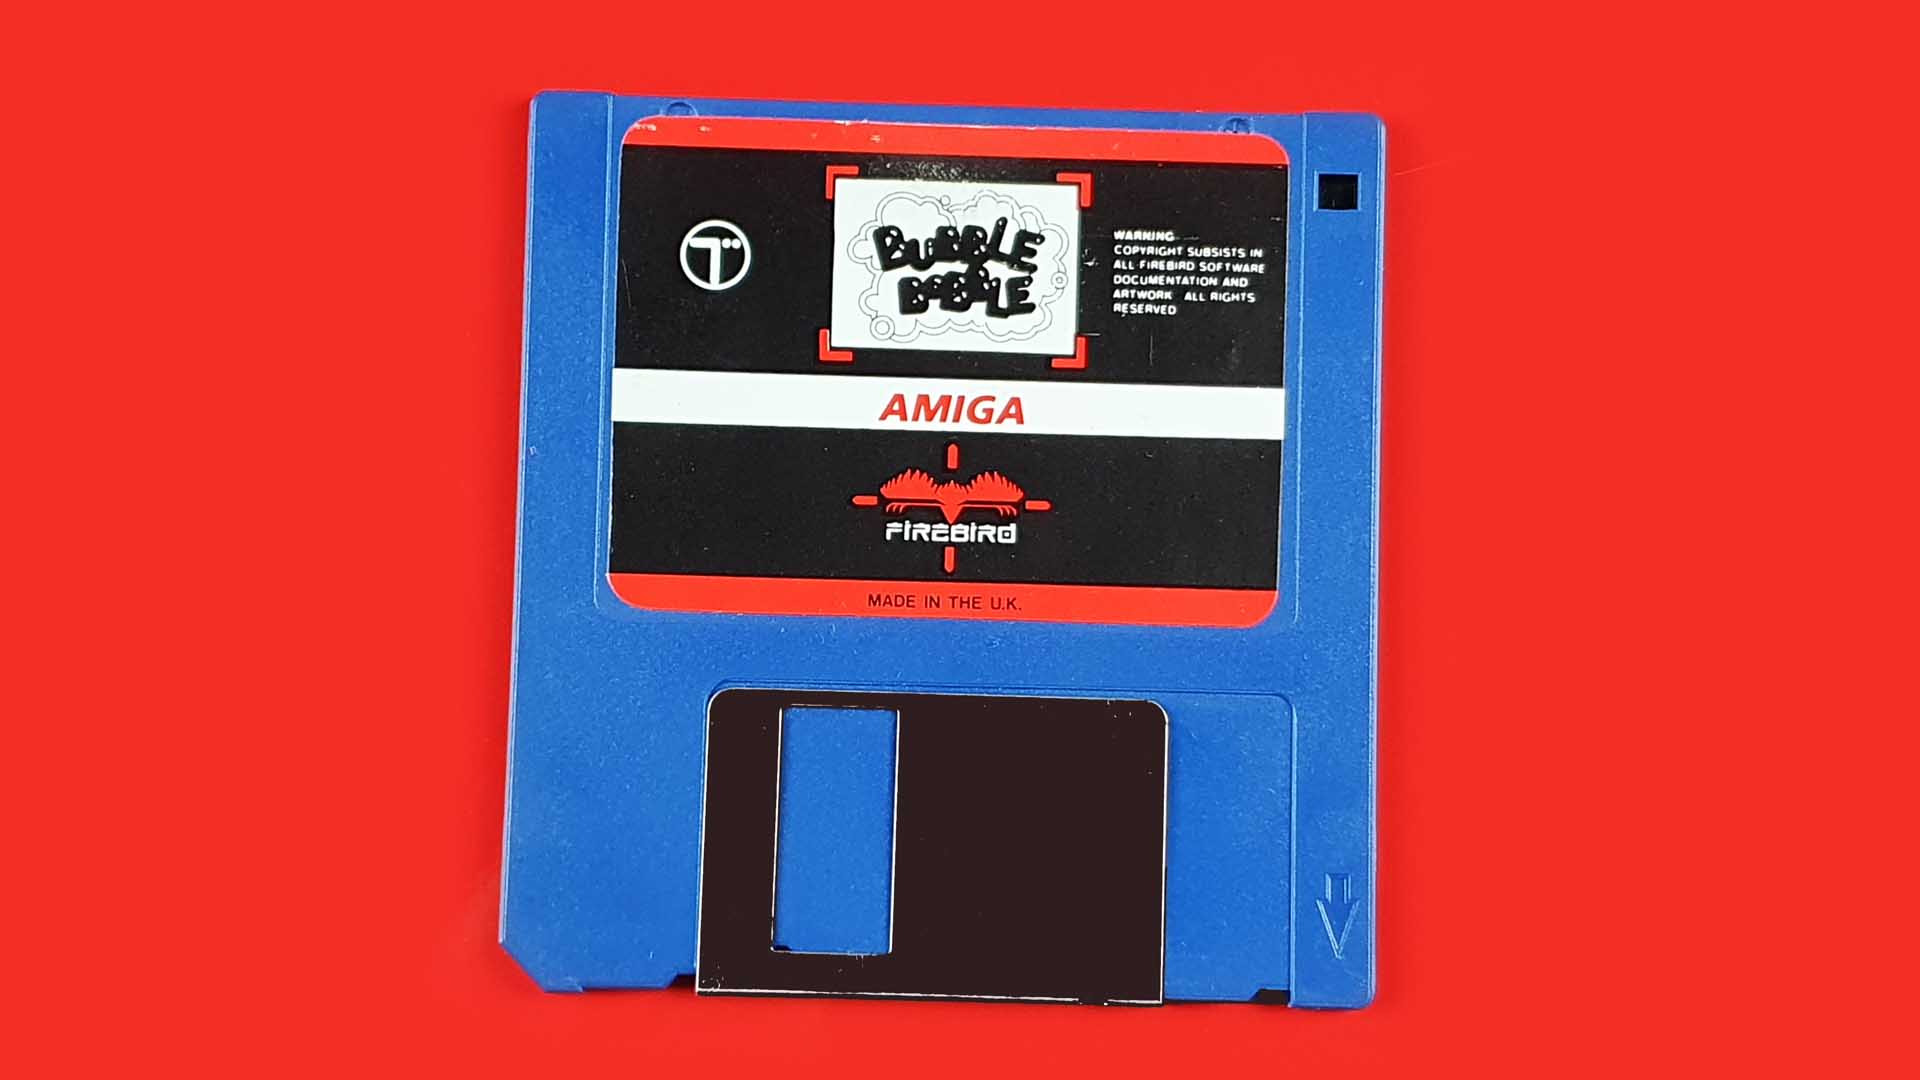 BUBBLE
BOBBLE
WARNING
COPYRIGHT SUBSISTS IN
ALL FIREBIRD SOFTWARE
DOCUMENTATION AND
ARTWORK ALL RIGHTS
RESERVED
AMIGA
FIREBIRD
MADE IN THE U.K.